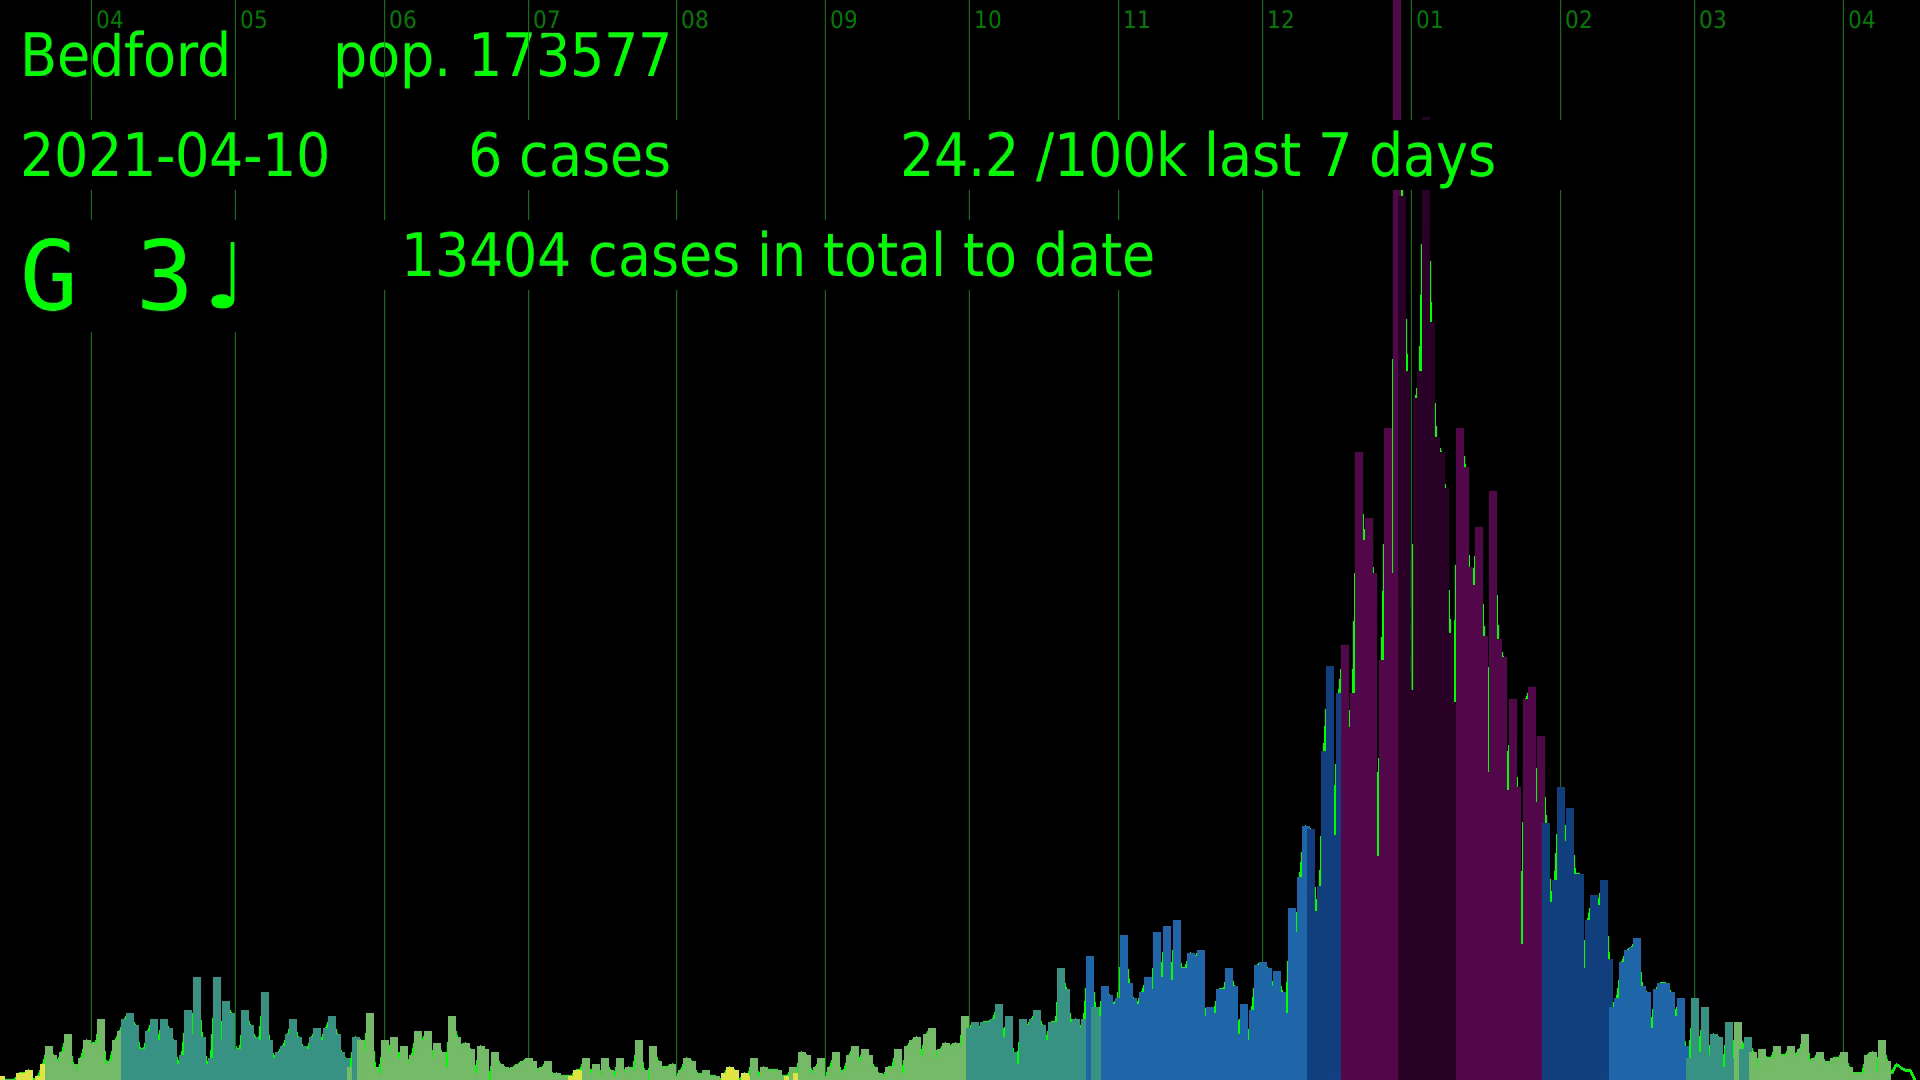 04 05 06 07 08 09 10 11 12 01 02 03 04
Bedford pop. 173577
2021-04-10 6 cases 24.2 /100k last 7 days
G 3♩ 13404 cases in total to date